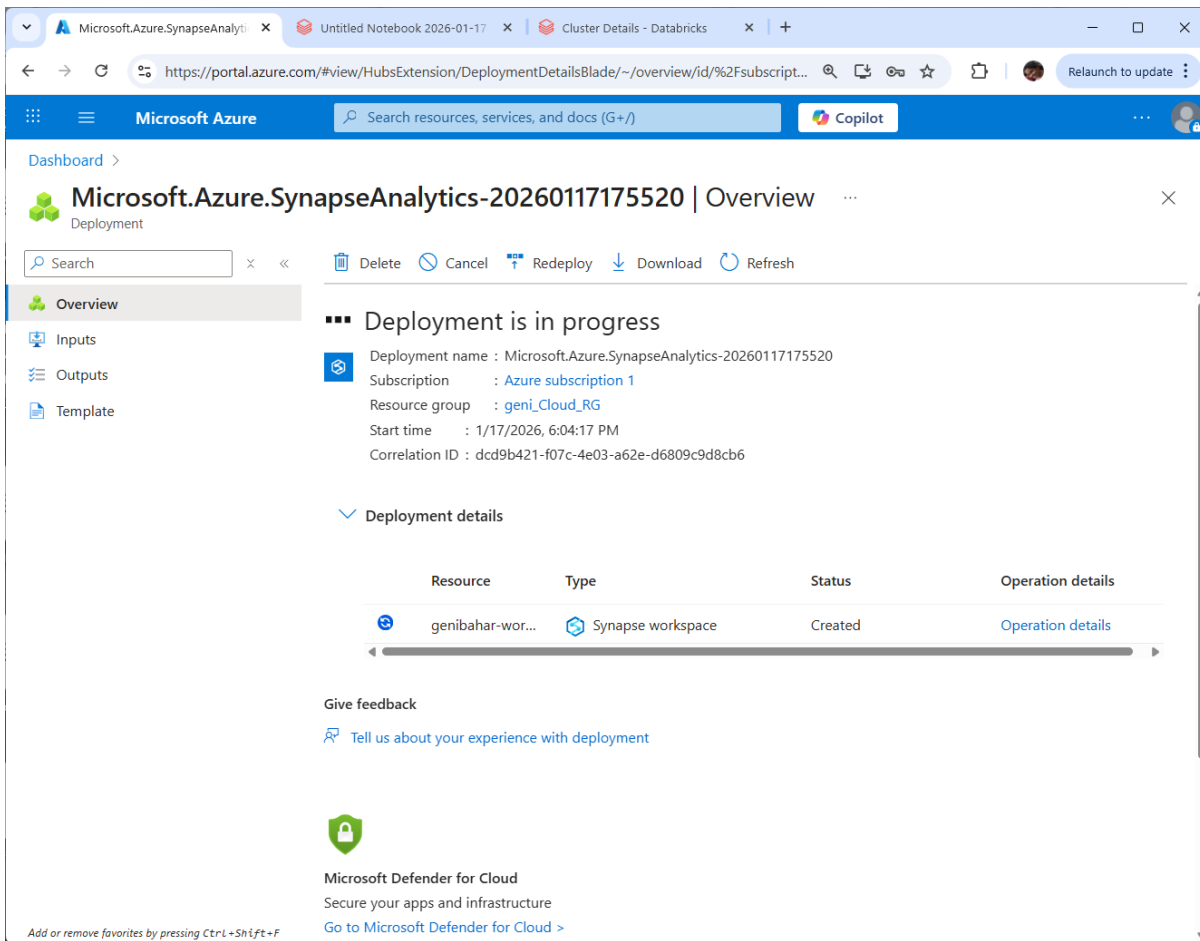 Microsoft.Azure.SynapseAnalyti
Untitled Notebook 2026-01-17
Cluster Details - Databricks
https://portal.azure.com/#view/HubsExtension/DeploymentDetailsBlade/~/overview/id/%2Fsubscript...
Relaunch to update
Microsoft Azure
Search resources, services, and docs (G+/)
Copilot
...
Dashboard >
Microsoft.Azure.SynapseAnalytics-20260117175520 | Overview ...
Deployment
Search
Delete Cancel Redeploy Download Refresh
Overview
Inputs
Outputs
Template
Deployment is in progress
Deployment name : Microsoft.Azure.SynapseAnalytics-20260117175520
Subscription : Azure subscription 1
Resource group : geni_Cloud_RG
Start time : 1/17/2026, 6:04:17 PM
Correlation ID : dcd9b421-f07c-4e03-a62e-d6809c9d8cb6
Deployment details
Resource Type Status Operation details
genibahar-wor... Synapse workspace Created Operation details
Give feedback
Tell us about your experience with deployment
Microsoft Defender for Cloud
Secure your apps and infrastructure
Go to Microsoft Defender for Cloud >
Add or remove favorites by pressing Ctrl+Shift+F